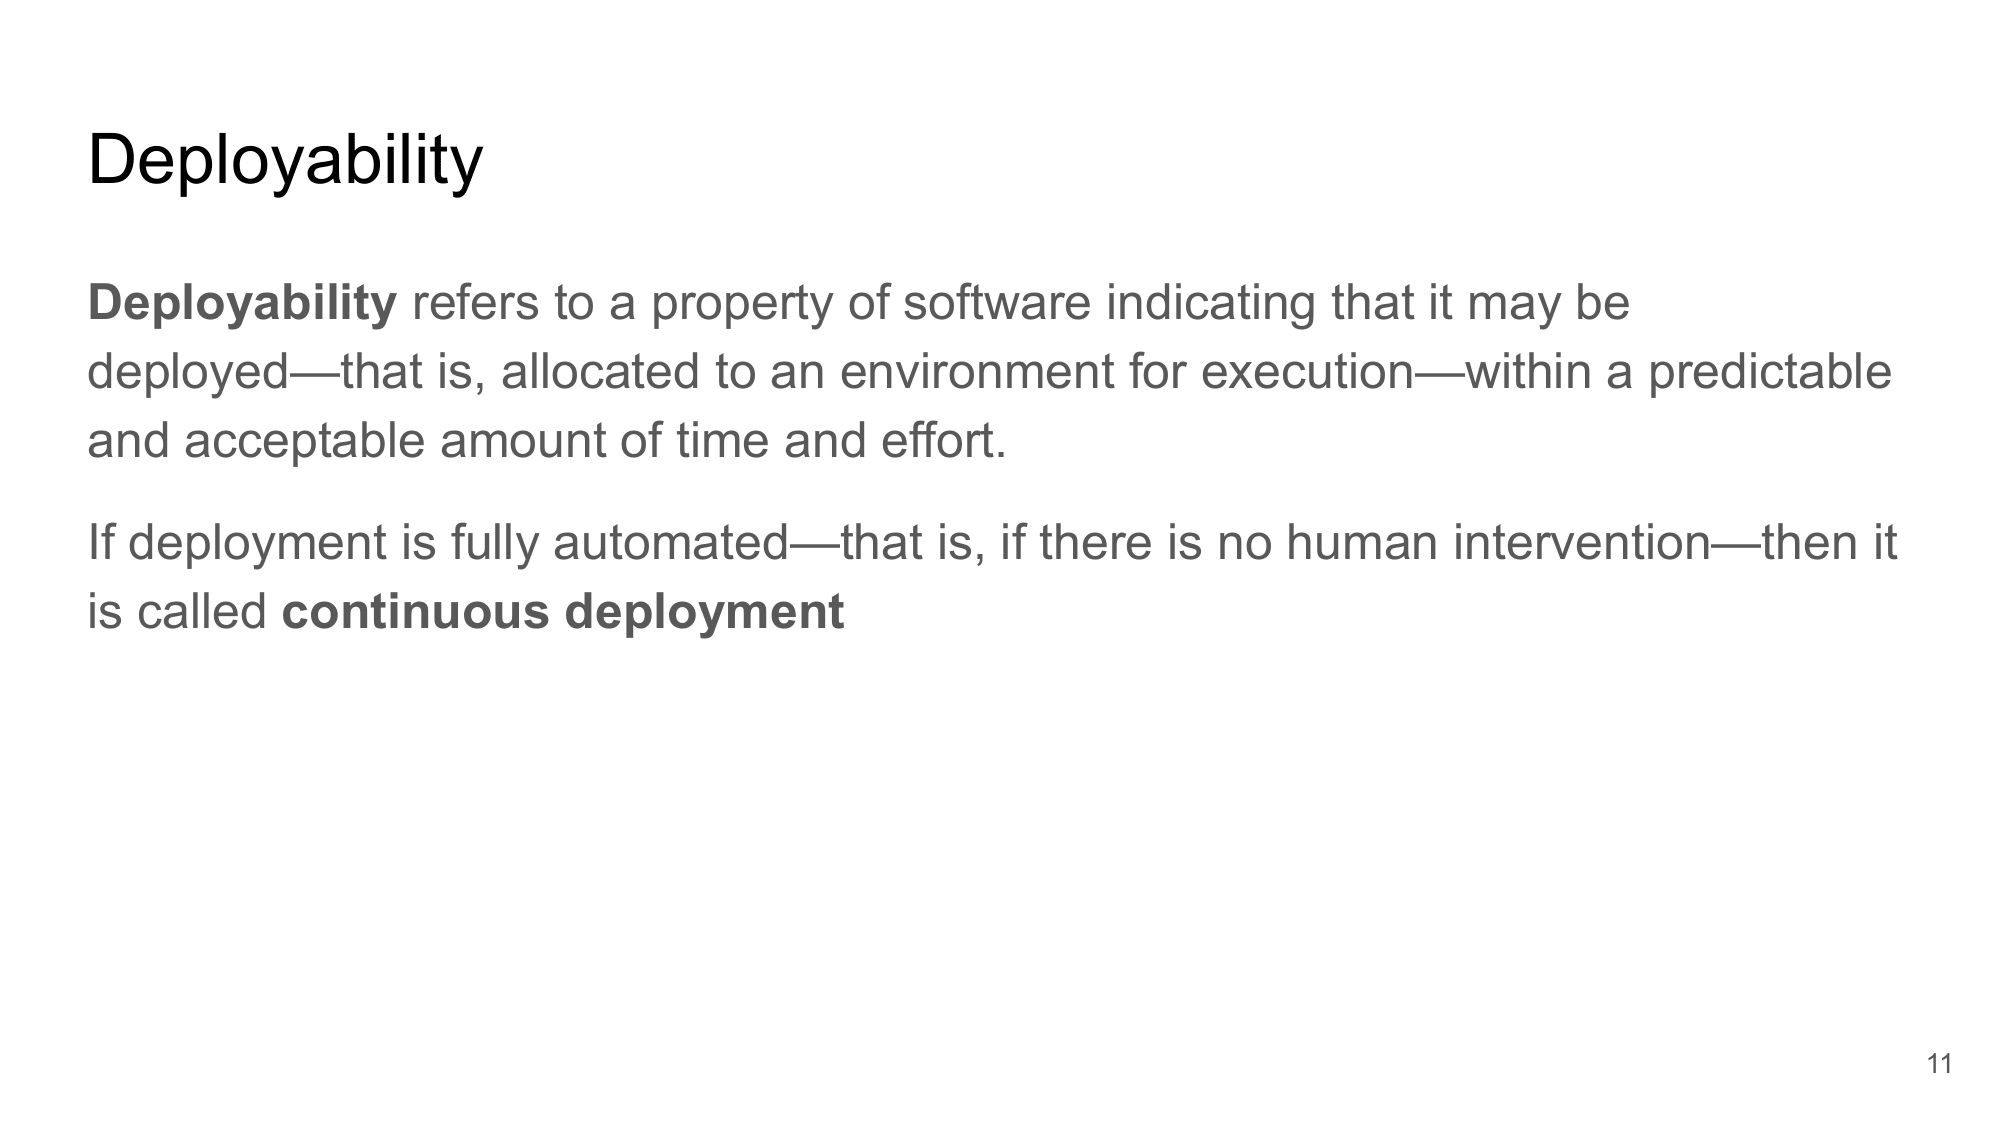 Deployability
Deployability refers to a property of software indicating that it may be
deployed—that is, allocated to an environment for execution—within a predictable
and acceptable amount of time and effort.
If deployment is fully automated—that is, if there is no human intervention—then it
is called continuous deployment
11